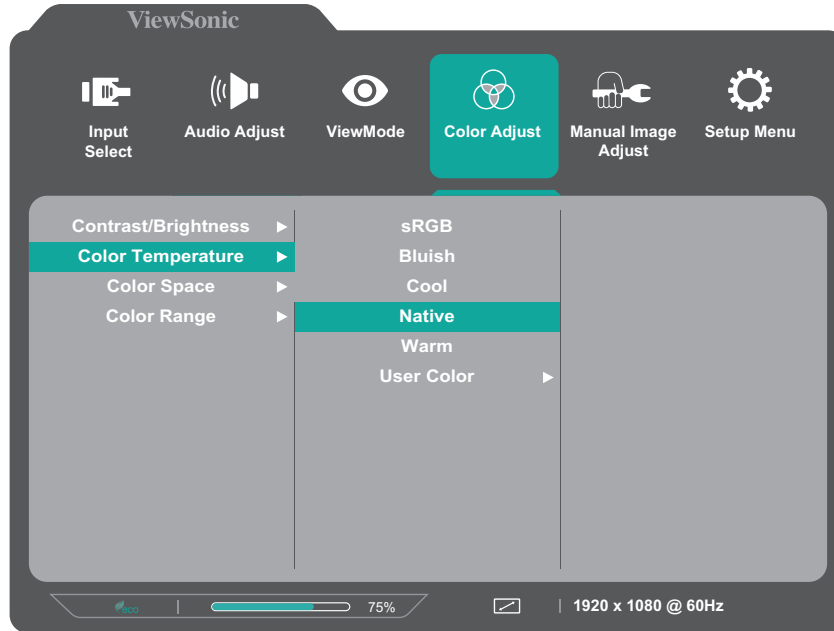 ViewSonic
Input Select
Audio Adjust
ViewMode
Color Adjust
Manual Image Adjust
Setup Menu
Contrast/Brightness
Color Temperature
Color Space
Color Range
sRGB
Bluish
Cool
Native
Warm
User Color
eco
75%
1920 x 1080 @ 60Hz